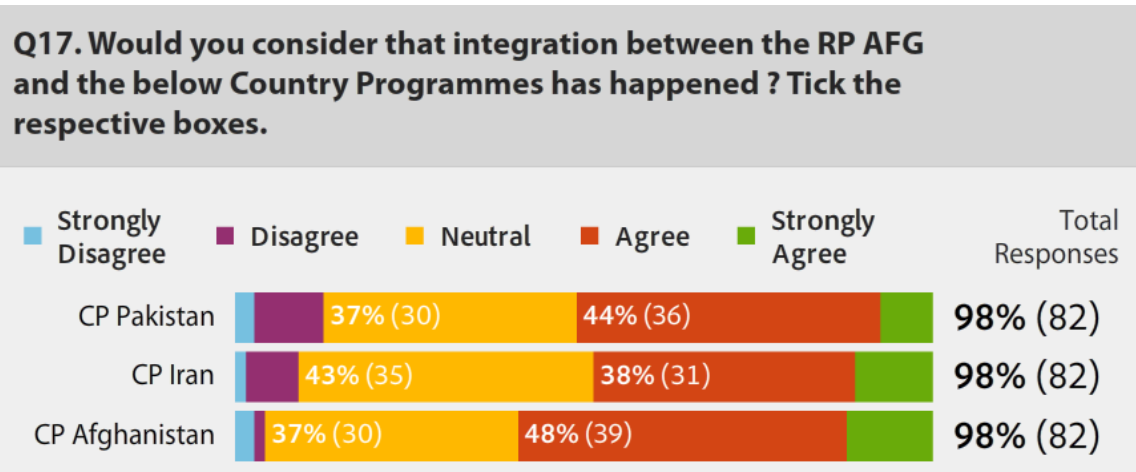 Q17. Would you consider that integration between the RP AFG
and the below Country Programmes has happened ? Tick the
respective boxes.
Strongly
Disagree
Disagree
Neutral
Agree
Strongly
Agree
Total
Responses
CP Pakistan 37% (30) 44% (36) 98% (82)
CP Iran 43% (35) 38% (31) 98% (82)
CP Afghanistan 37% (30) 48% (39) 98% (82)